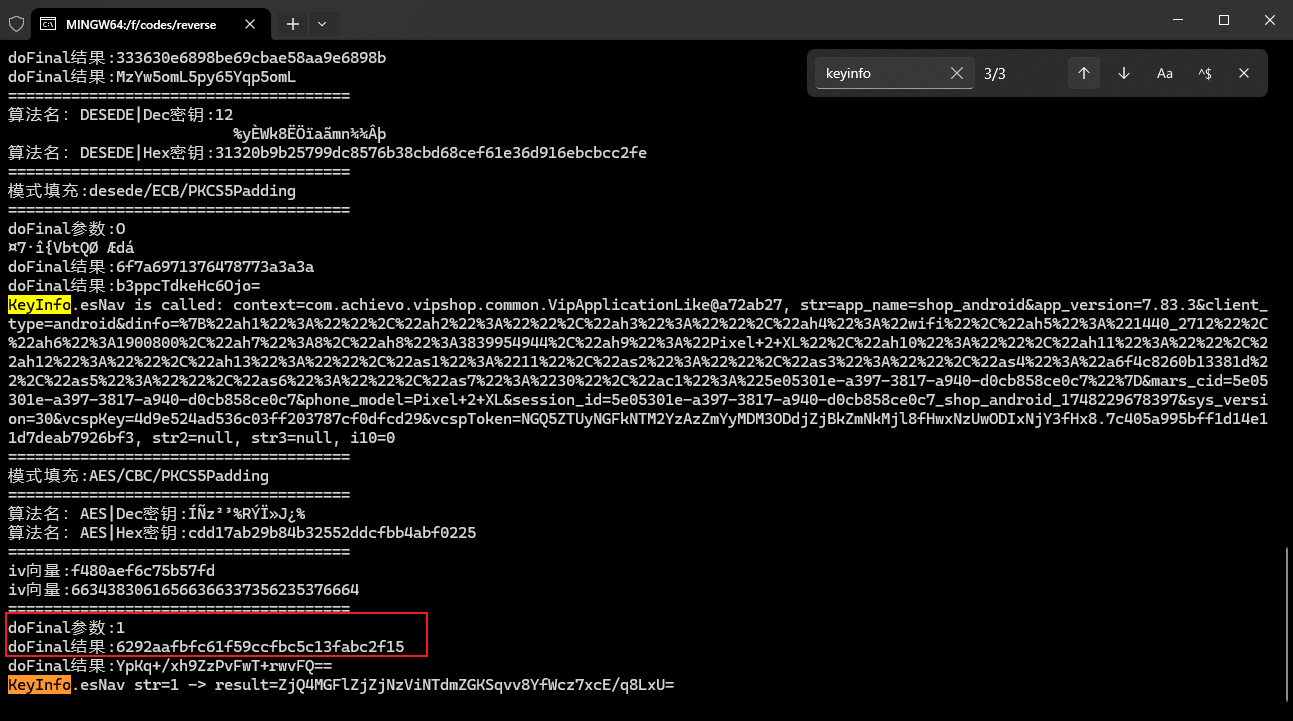 MINGW64:/f/codes/reverse
keyinfo
3/3
Aa
^$
doFinal结果:333630e6898be69cbae58aa9e6898b
doFinal结果:MzYw5omL5py65Yqp5omL
======================================
算法名: DESEDE|Dec密钥:12
%yÈWk8ËÖïaãmn¾¾Âþ
算法名: DESEDE|Hex密钥:31320b9b25799dc8576b38cbd68cef61e36d916ebcbcc2fe
======================================
模式填充:desede/ECB/PKCS5Padding
======================================
doFinal参数:O
¤7·î{VbtQØ Ædá
doFinal结果:6f7a6971376478773a3a3a
doFinal结果:b3ppcTdkeHc6Ojo=
KeyInfo.esNav is called: context=com.achievo.vipshop.common.VipApplicationLike@a72ab27, str=app_name=shop_android&app_version=7.83.3&client_
type=android&dinfo=%7B%22ah1%22%3A%22%22%2C%22ah2%22%3A%22%22%2C%22ah3%22%3A%22%22%2C%22ah4%22%3A%22wifi%22%2C%22ah5%22%3A%221440_2712%22%2C
%22ah6%22%3A1900800%2C%22ah7%22%3A8%2C%22ah8%22%3A3839954944%2C%22ah9%22%3A%22Pixel+2+XL%22%2C%22ah10%22%3A%22%22%2C%22ah11%22%3A%22%22%2C%2
2ah12%22%3A%22%22%2C%22ah13%22%3A%22%22%2C%22as1%22%3A%2211%22%2C%22as2%22%3A%22%22%2C%22as3%22%3A%22%22%2C%22as4%22%3A%22a6f4c8260b13381d%2
2%2C%22as5%22%3A%22%22%2C%22as6%22%3A%22%22%2C%22as7%22%3A%2230%22%2C%22ac1%22%3A%225e05301e-a397-3817-a940-d0cb858ce0c7%22%7D&mars_cid=5e05
301e-a397-3817-a940-d0cb858ce0c7&phone_model=Pixel+2+XL&session_id=5e05301e-a397-3817-a940-d0cb858ce0c7_shop_android_1748229678397&sys_versi
on=30&vcspKey=4d9e524ad536c03ff203787cf0dfcd29&vcspToken=NGQ5ZTUyNGFkNTM2YzAzZmYyMDM3ODdjZjBkZmNkMjl8fHwxNzUwODIxNjY3fHx8.7c405a995bff1d14e1
1d7deab7926bf3, str2=null, str3=null, i10=0
======================================
模式填充:AES/CBC/PKCS5Padding
======================================
算法名: AES|Dec密钥:ÍÑz²³%RÝÏ»J¿%
算法名: AES|Hex密钥:cdd17ab29b84b32552ddcfbb4abf0225
======================================
iv向量:f480aef6c75b57fd
iv向量:66343830616566366337356235376664
======================================
doFinal参数:1
doFinal结果:6292aafbfc61f59ccfbc5c13fabc2f15
doFinal结果:YpKq+/xh9ZzPvFwT+rwvFQ==
KeyInfo.esNav str=1 -> result=ZjQ4MGFlZjZjNzViNTdmZGKSqvv8YfWcz7xcE/q8LxU=